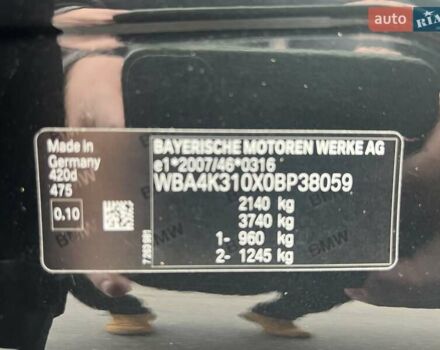 auto RIA
Made in
Germany
420d
475
0.10
BAYERISCHE MOTOREN WERKE AG
e1*2007/46*0316
WBA4K310X0BP38059
2140 kg
3740 kg
1- 960 kg
2- 1245 kg
BMW